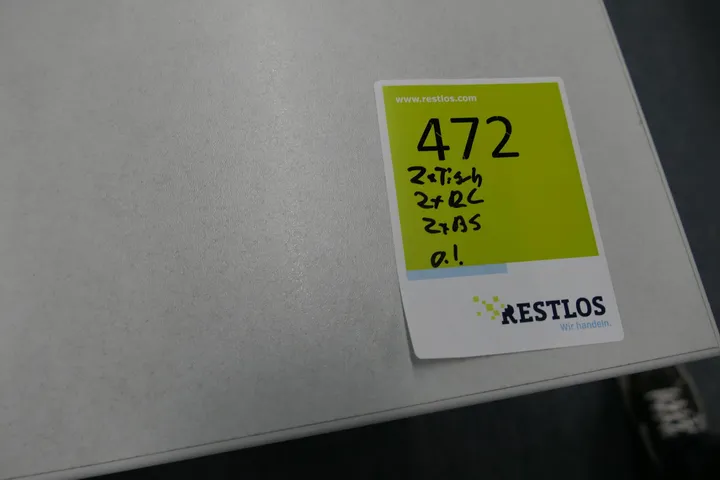 www.restlos.com
472
2xTisch
2xRC
2xBS
o.!
RESTLOS
Wir handeln.